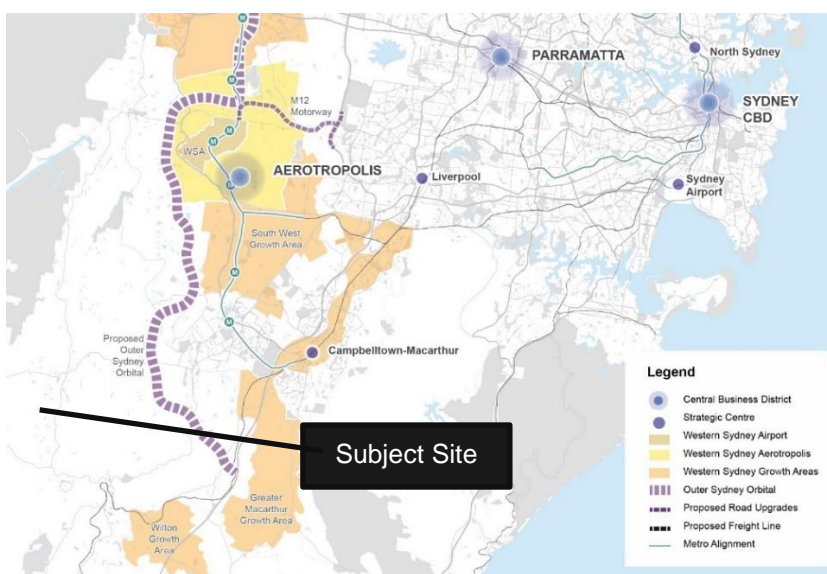 PARRAMATTA
North Sydney
SYDNEY
CBD
M12
Motorway
WSA
AEROTROPOLIS
Liverpool
Sydney
Airport
South West
Growth Area
Proposed
Outer
Sydney
Orbital
Campbelltown-Macarthur
Subject Site
Greater
Macarthur
Growth Area
Wilton
Growth
Area
M
M
M
M
M
M
M
Legend
Central Business District
Strategic Centre
Western Sydney Airport
Western Sydney Aerotropolis
Western Sydney Growth Areas
Outer Sydney Orbital
Proposed Road Upgrades
Proposed Freight Line
Metro Alignment